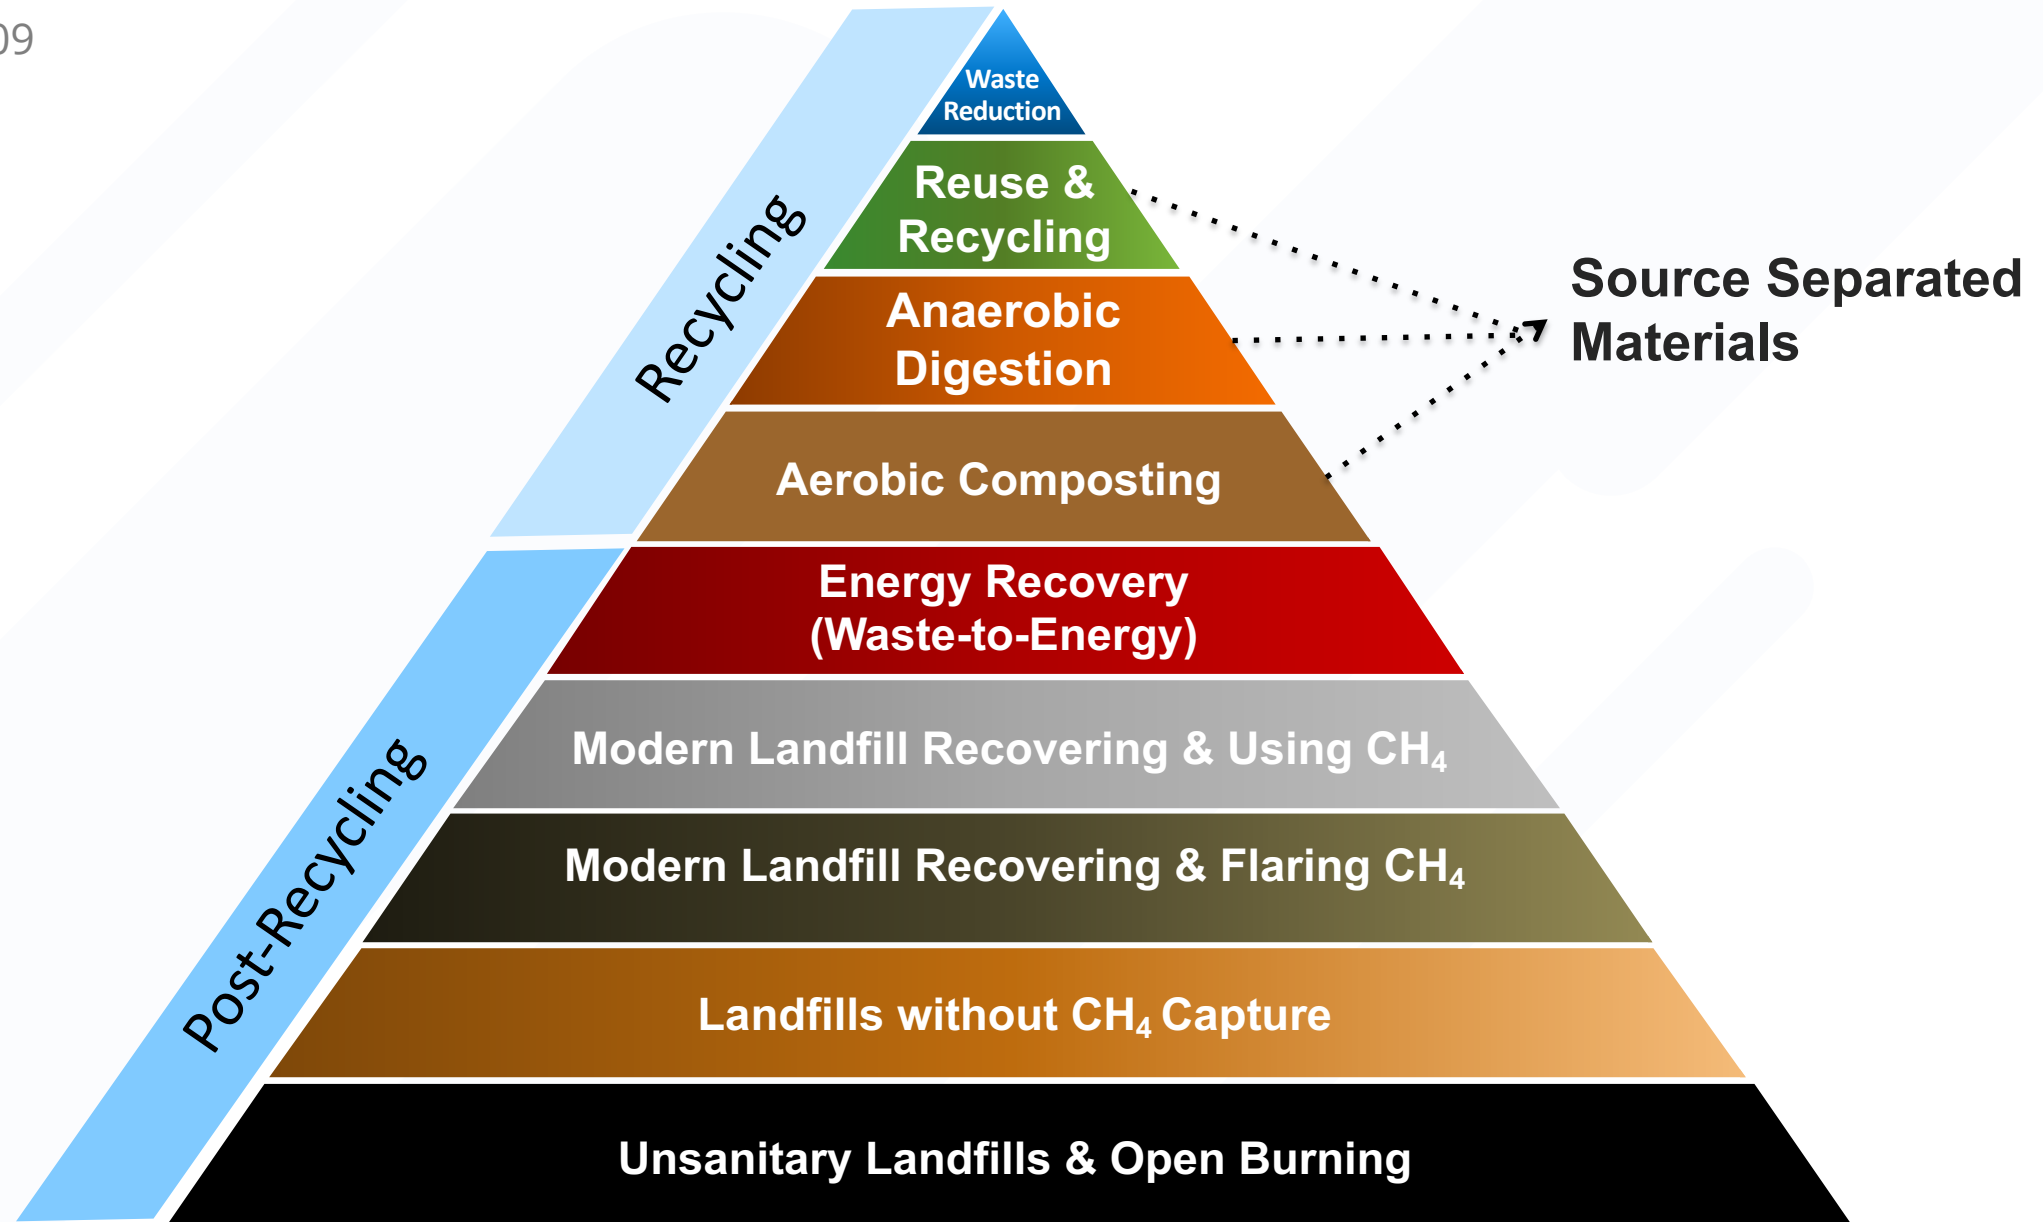 09
Waste
Reduction
Reuse &
Recycling
Anaerobic
Digestion
Aerobic Composting
Energy Recovery
(Waste-to-Energy)
Modern Landfill Recovering & Using CH₄
Modern Landfill Recovering & Flaring CH₄
Landfills without CH₄ Capture
Unsanitary Landfills & Open Burning
Recycling
Post-Recycling
Source Separated
Materials